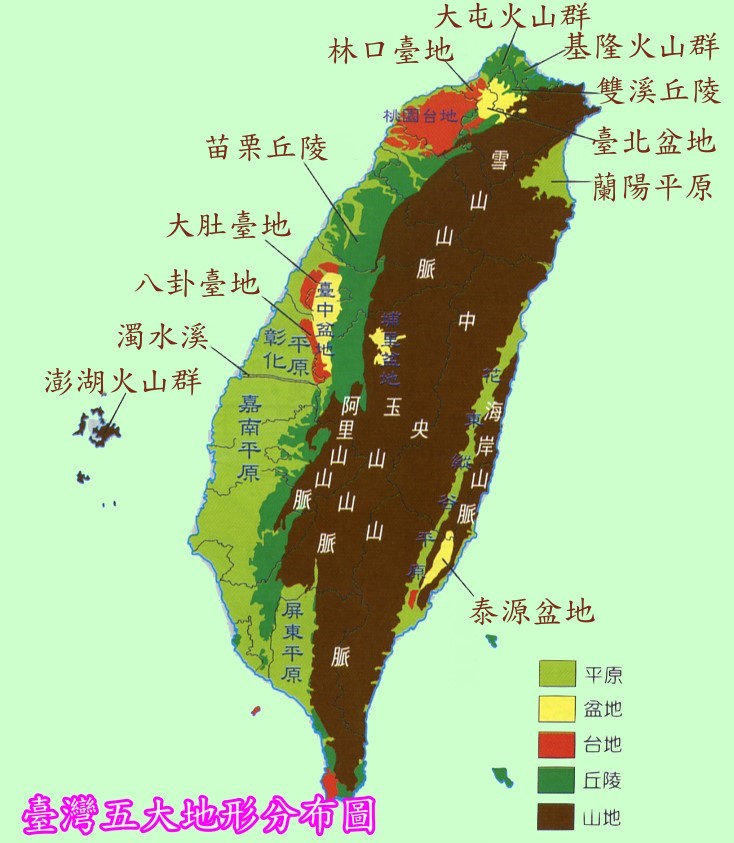 大屯火山群
林口臺地
基隆火山群
雙溪丘陵
桃園台地
臺北盆地
苗栗丘陵
雪山山脈
蘭陽平原
大肚臺地
八卦臺地
臺中盆地
中央山脈
濁水溪
彰化平原
埔里盆地
澎湖火山群
花東縱谷平原
海岸山脈
嘉南平原
阿里山山脈
玉山山脈
泰源盆地
屏東平原
平原
盆地
台地
丘陵
山地
臺灣五大地形分布圖